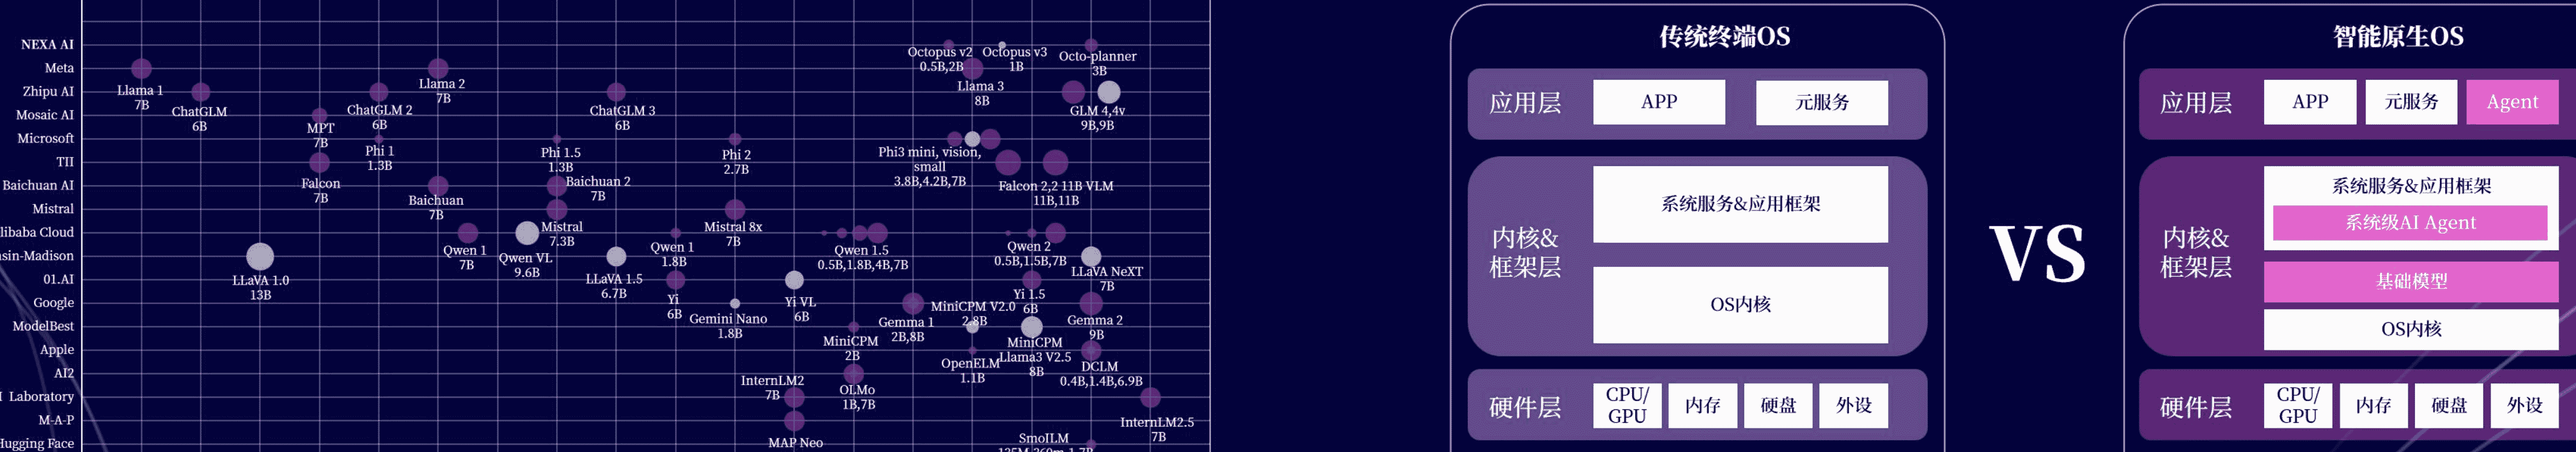 NEXA AI
Meta
Zhipu AI
Mosaic AI
Microsoft
TII
Baichuan AI
Mistral
libaba Cloud
sin-Madison
01.AI
Google
ModelBest
Apple
AI2
Laboratory
M-A-P
Hugging Face
Octopus v2
0.5B,2B
Octopus v3
1B
Octo-planner
3B
Llama 1
7B
Llama 2
7B
Llama 3
8B
ChatGLM
6B
ChatGLM 2
6B
ChatGLM 3
6B
GLM 4,4v
9B,9B
MPT
7B
Phi 1
1.3B
Phi 1.5
1.3B
Phi 2
2.7B
Phi3 mini, vision,
small
3.8B,4.2B,7B
Falcon
7B
Falcon 2,2 11B VLM
11B,11B
Baichuan
7B
Baichuan 2
7B
Mistral
7.3B
Mistral 8x
7B
Qwen 1
7B
Qwen VL
9.6B
Qwen 1
1.8B
Qwen 1.5
0.5B,1.8B,4B,7B
Qwen 2
0.5B,1.5B,7B
LLaVA 1.0
13B
LLaVA 1.5
6.7B
LLaVA NeXT
7B
Yi
6B
Yi VL
6B
Yi 1.5
6B
Gemini Nano
1.8B
Gemma 1
2B,8B
Gemma 2
9B
MiniCPM
2B
MiniCPM V2.0
2.8B
MiniCPM
Llama3 V2.5
8B
OpenELM
1.1B
DCLM
0.4B,1.4B,6.9B
OLMo
1B,7B
InternLM2
7B
InternLM2.5
7B
MAP Neo
SmolLM
传统终端OS
应用层
APP
元服务
内核&
框架层
系统服务&应用框架
OS内核
硬件层
CPU/
GPU
内存
硬盘
外设
VS
智能原生OS
应用层
APP
元服务
Agent
内核&
框架层
系统服务&应用框架
系统级AI Agent
基础模型
OS内核
硬件层
CPU/
GPU
内存
硬盘
外设